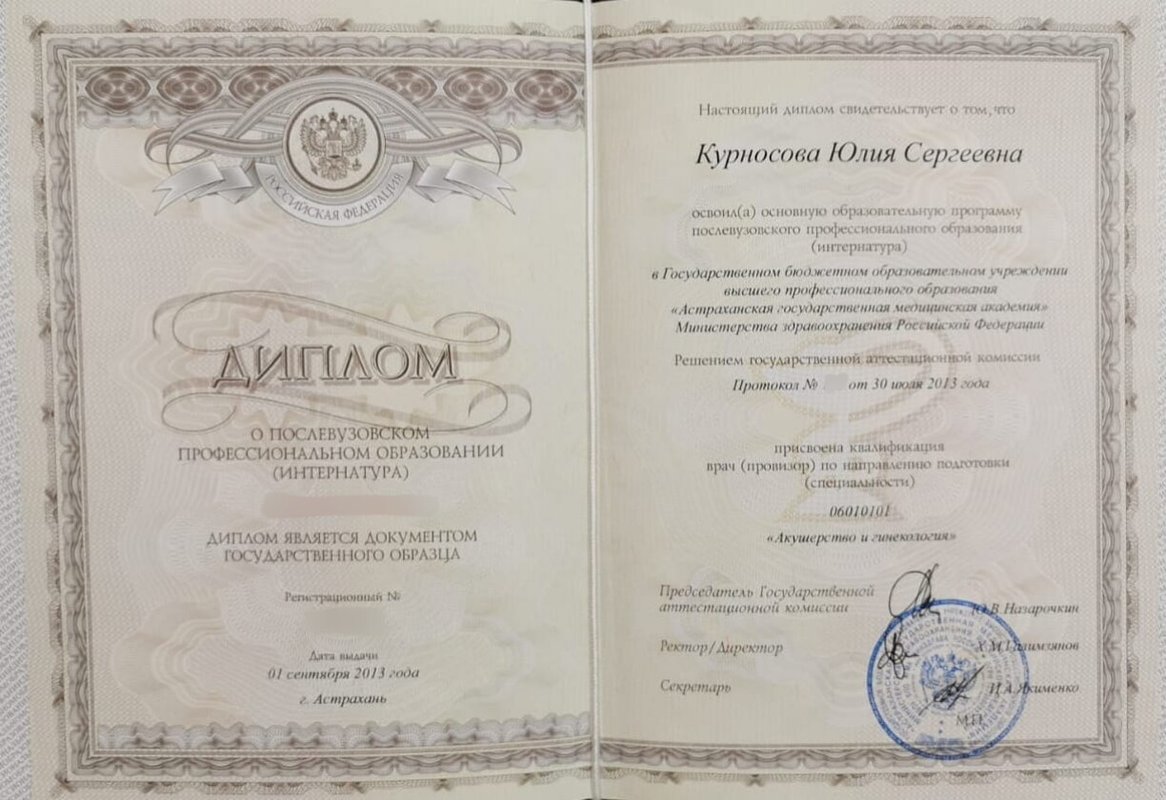 РОССИЙСКАЯ ФЕДЕРАЦИЯ
ДИПЛОМ
О ПОСЛЕВУЗОВСКОМ
ПРОФЕССИОНАЛЬНОМ ОБРАЗОВАНИИ
(ИНТЕРНАТУРА)
ДИПЛОМ ЯВЛЯЕТСЯ ДОКУМЕНТОМ
ГОСУДАРСТВЕННОГО ОБРАЗЦА
Регистрационный №
Дата выдачи
01 сентября 2013 года
г. Астрахань
Настоящий диплом свидетельствует о том, что
Курносова Юлия Сергеевна
освоил(а) основную образовательную программу
послевузовского профессионального образования
(интернатура)
в Государственном бюджетном образовательном учреждении
высшего профессионального образования
«Астраханская государственная медицинская академия»
Министерства здравоохранения Российской Федерации
Решением государственной аттестационной комиссии
Протокол № от 30 июля 2013 года
присвоена квалификация
врач (провизор) по направлению подготовки
(специальности)
06010101
«Акушерство и гинекология»
Председатель Государственной
аттестационной комиссии Ю.В.Назарочкин
Ректор/Директор Х.М.Галимзянов
Секретарь И.А.Якименко
М.П.